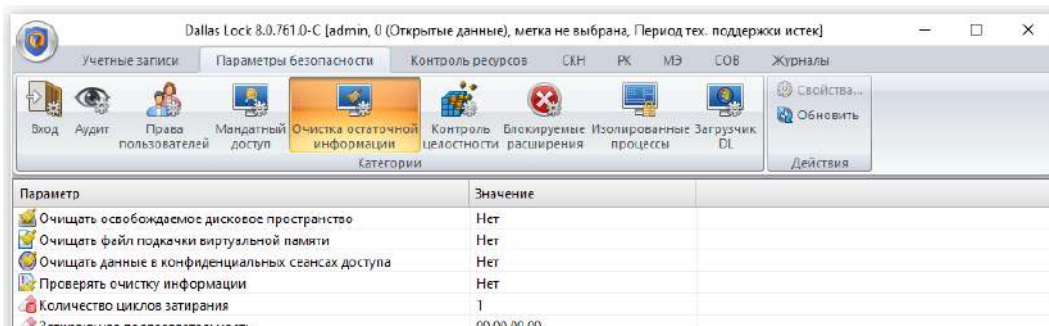 Dallas Lock 8.0.761.0-C [admin, 0 (Открытые данные), метка не выбрана, Период тех. поддержки истек]
Учетные записи Параметры безопасности Контроль ресурсов СКН РК МЭ СОВ Журналы
Вход Аудит Права пользователей Мандатный доступ Очистка остаточной информации Контроль целостности Блокируемые расширения Изолированные процессы Загрузчик DL
Свойства...
Обновить
Категории Действия
Параметр Значение
Очищать освобождаемое дисковое пространство Нет
Очищать файл подкачки виртуальной памяти Нет
Очищать данные в конфиденциальных сеансах доступа Нет
Проверять очистку информации Нет
Количество циклов затирания 1